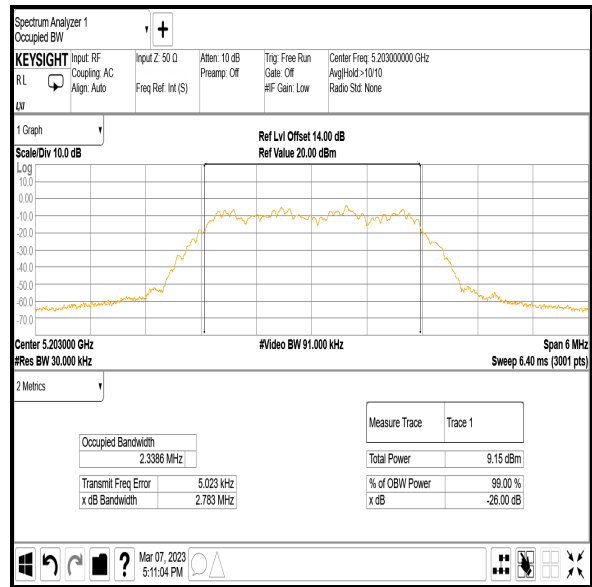 Spectrum Analyzer 1
Occupied BW
KEYSIGHT
R L
LXI
Input: RF
Coupling: AC
Align: Auto
Input Z: 50 Ω
Freq Ref: Int (S)
Atten: 10 dB
Preamp: Off
Trig: Free Run
Gate: Off
#IF Gain: Low
Center Freq: 5.203000000 GHz
Avg|Hold:>10/10
Radio Std: None
1 Graph
Scale/Div 10.0 dB
Ref Lvl Offset 14.00 dB
Ref Value 20.00 dBm
Log
10.0
0.00
-10.0
-20.0
-30.0
-40.0
-50.0
-60.0
-70.0
Center 5.203000 GHz
#Res BW 30.000 kHz
#Video BW 91.000 kHz
Span 6 MHz
Sweep 6.40 ms (3001 pts)
2 Metrics
Occupied Bandwidth
2.3386 MHz
Transmit Freq Error 5.023 kHz
x dB Bandwidth 2.783 MHz
Measure Trace Trace 1
Total Power 9.15 dBm
% of OBW Power 99.00 %
x dB -26.00 dB
?
Mar 07, 2023
5:11:04 PM